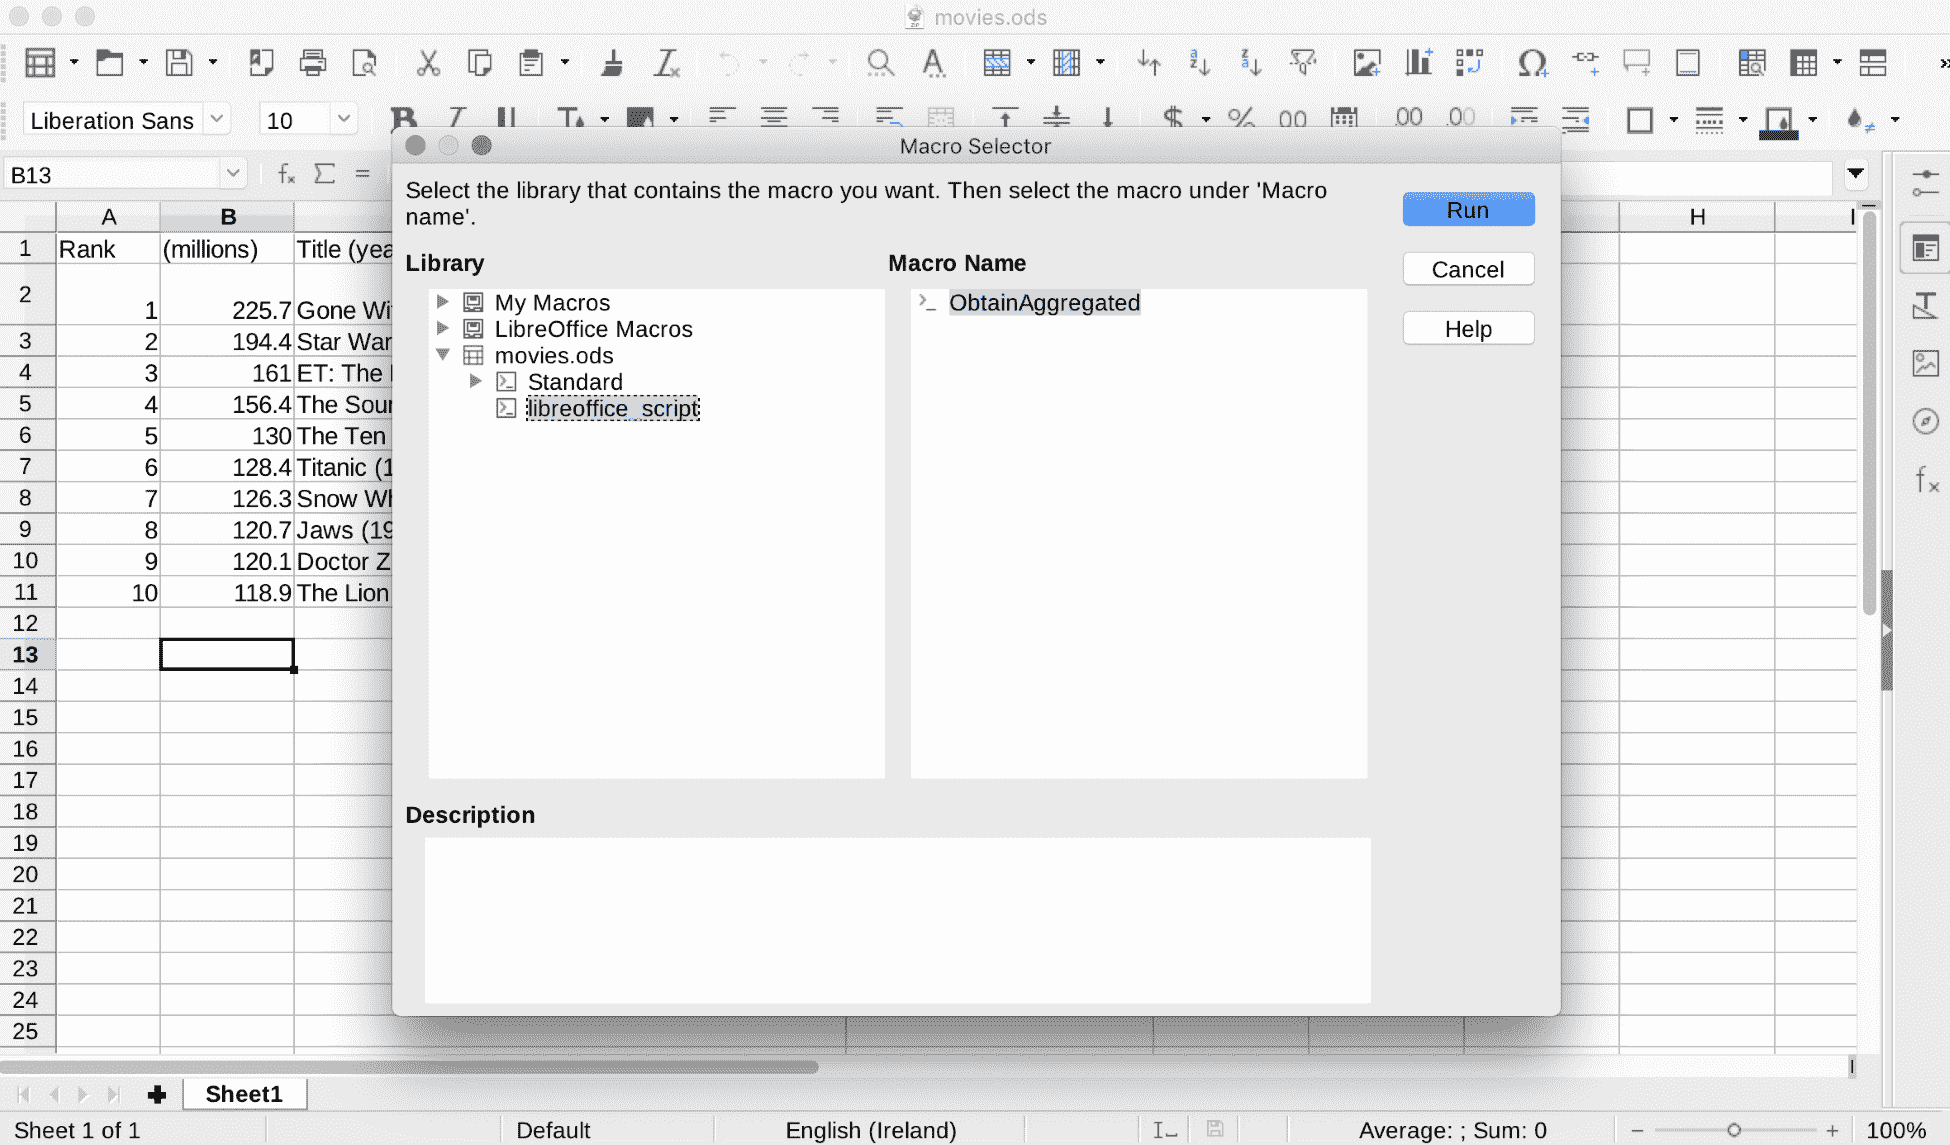 movies.ods
Liberation Sans
10
B13
Macro Selector
Select the library that contains the macro you want. Then select the macro under 'Macro
name'.
Run
Cancel
Help
Library
Macro Name
My Macros
LibreOffice Macros
movies.ods
Standard
libreoffice_script
ObtainAggregated
Description
A B H I
1 Rank (millions) Title (yea
2 1 225.7 Gone Wi
3 2 194.4 Star War
4 3 161 ET: The
5 4 156.4 The Sour
6 5 130 The Ten
7 6 128.4 Titanic (1
8 7 126.3 Snow Wh
9 8 120.7 Jaws (19
10 9 120.1 Doctor Z
11 10 118.9 The Lion
12
13
14
15
16
17
18
19
20
21
22
23
24
25
Sheet1
Sheet 1 of 1
Default
English (Ireland)
Average: ; Sum: 0
100%